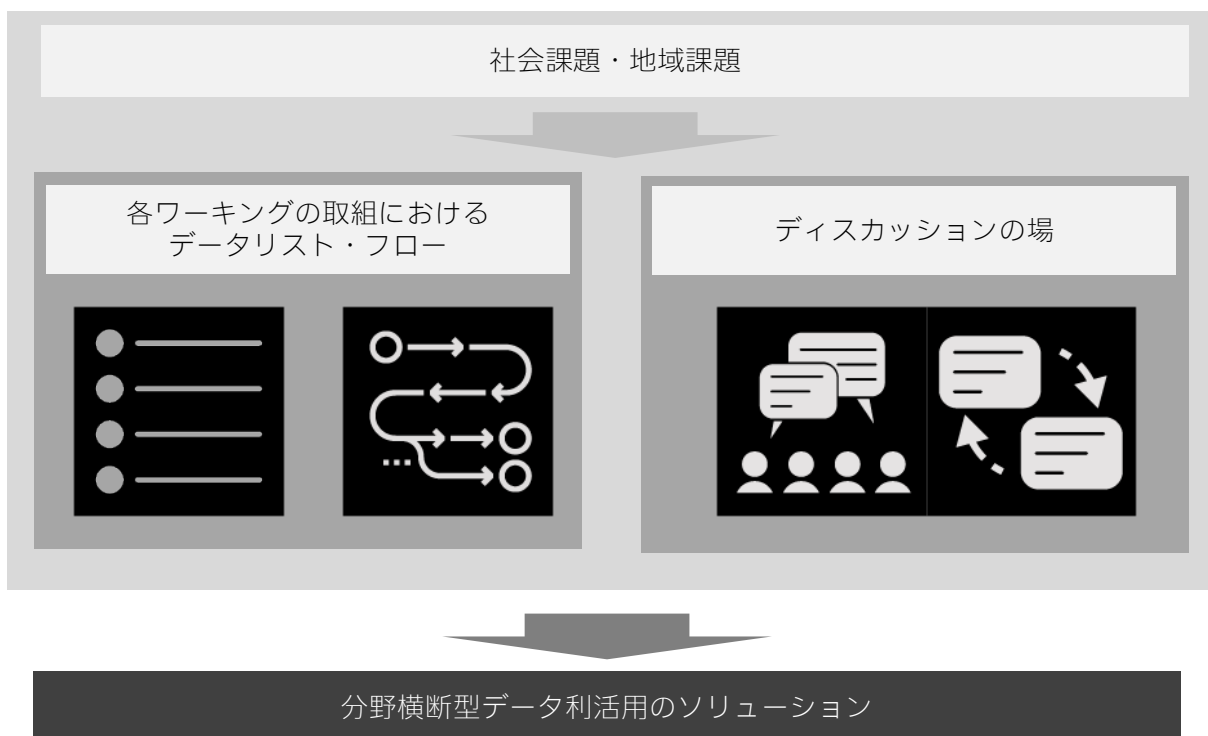 社会課題・地域課題
各ワーキングの取組における
データリスト・フロー
ディスカッションの場
分野横断型データ利活用のソリューション